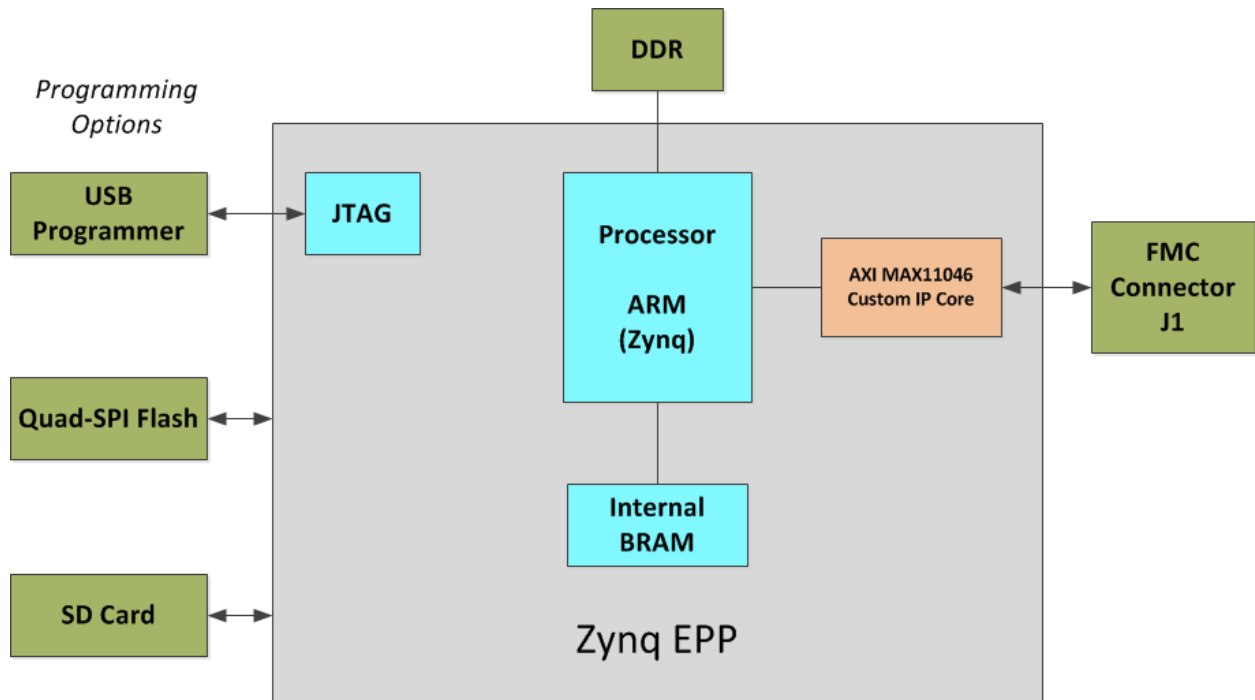 DDR
Programming
Options
USB
Programmer
JTAG
Processor
ARM
(Zynq)
AXI MAX11046
Custom IP Core
FMC
Connector
J1
Quad-SPI Flash
Internal
BRAM
SD Card
Zynq EPP